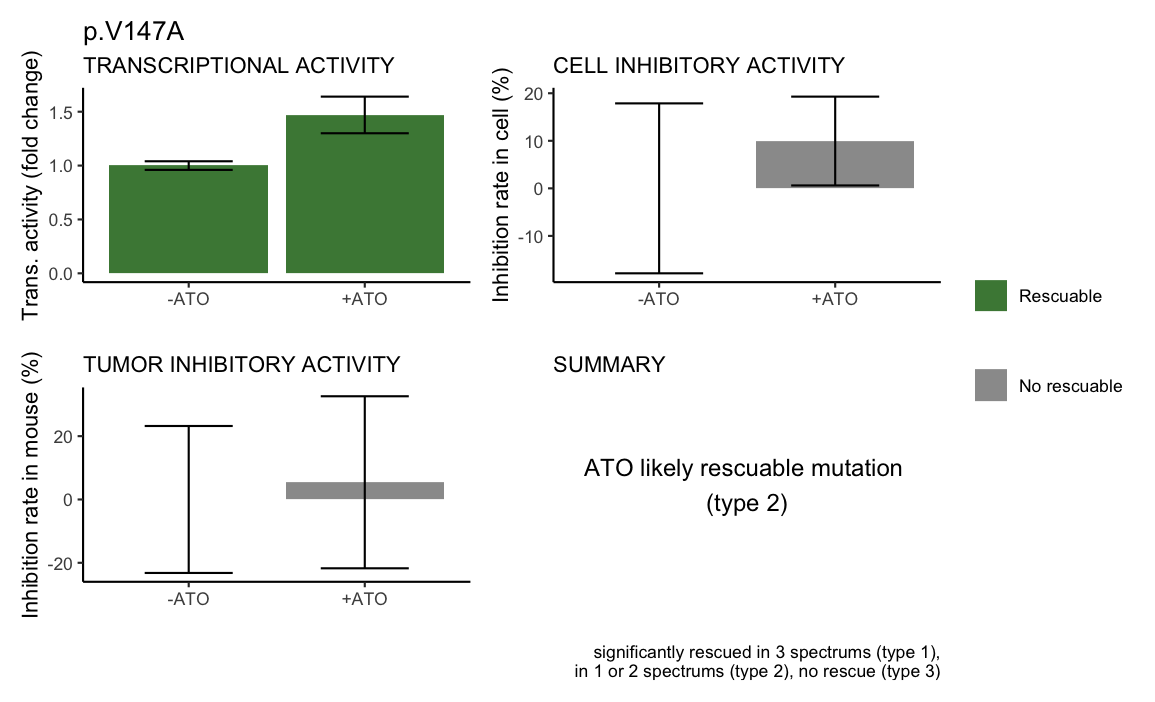 p.V147A
TRANSCRIPTIONAL ACTIVITY
Trans. activity (fold change)
1.5
1.0
0.5
0.0
-ATO +ATO
CELL INHIBITORY ACTIVITY
Inhibition rate in cell (%)
20
10
0
-10
-ATO +ATO
Rescuable
No rescuable
TUMOR INHIBITORY ACTIVITY
Inhibition rate in mouse (%)
20
0
-20
-ATO +ATO
SUMMARY
ATO likely rescuable mutation
(type 2)
significantly rescued in 3 spectrums (type 1),
in 1 or 2 spectrums (type 2), no rescue (type 3)